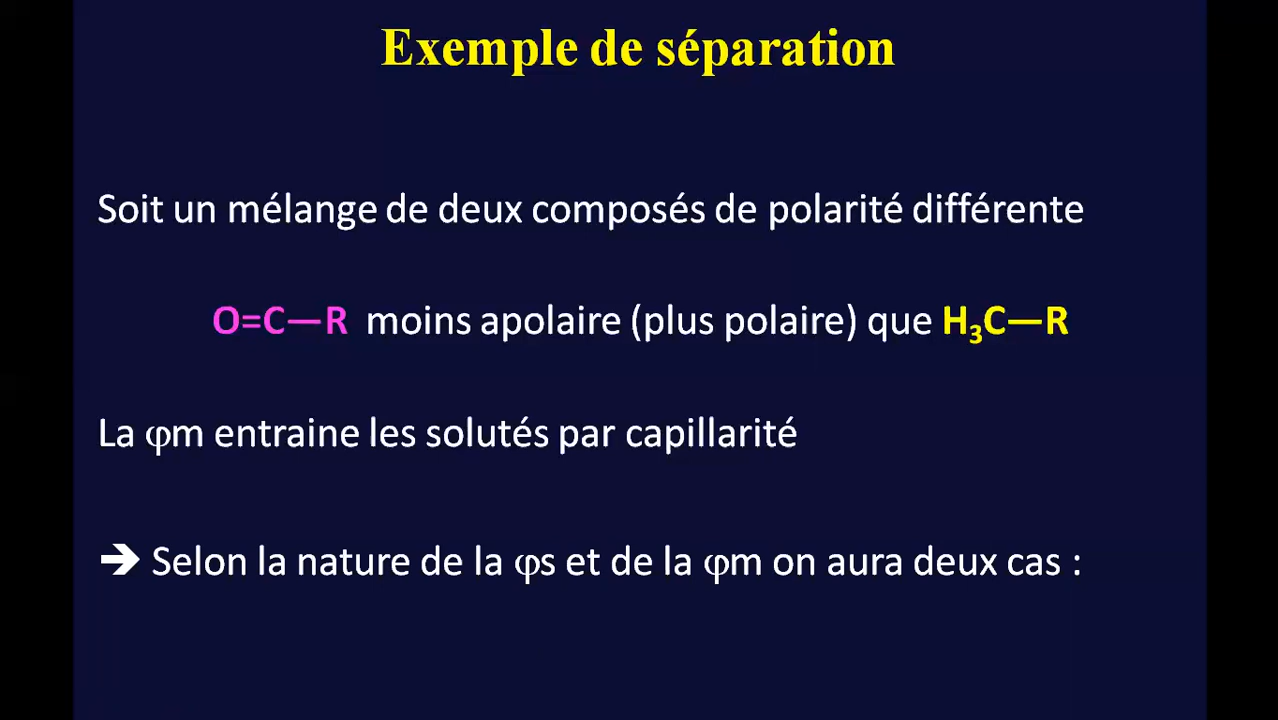 Exemple de séparation
Soit un mélange de deux composés de polarité différente
O=C—R moins apolaire (plus polaire) que H₃C—R
La φm entraine les solutés par capillarité
➔ Selon la nature de la φs et de la φm on aura deux cas :